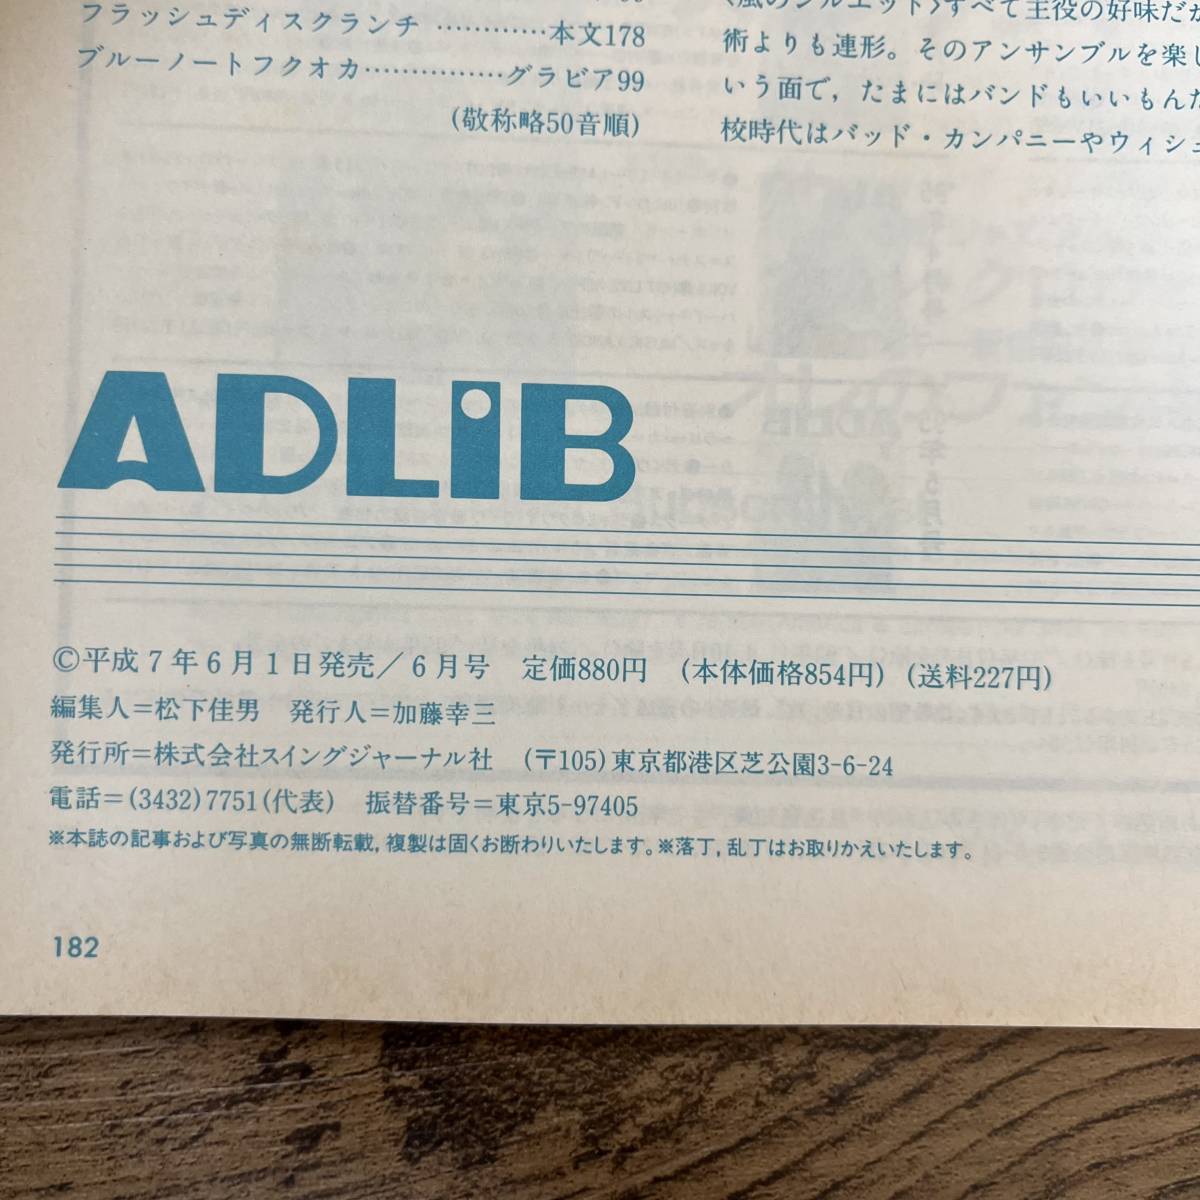 フラッシュディスクランチ …………本文178
ブルーノートフクオカ……………グラビア99
(敬称略50音順)
すべて主役の好味だか
術よりも連形。そのアンサンブルを楽し
いう面で，たまにはバンドもいいもんだ
校時代はバッド・カンパニーやウィシュ
ADLiB
©平成7年6月1日発売／6月号　定価880円　(本体価格854円)　(送料227円)
編集人＝松下佳男　発行人＝加藤幸三
発行所＝株式会社スイングジャーナル社　(〒105)東京都港区芝公園3-6-24
電話＝(3432)7751(代表)　振替番号＝東京5-97405
※本誌の記事および写真の無断転載，複製は固くお断わりいたします。※落丁，乱丁はお取りかえいたします。
182